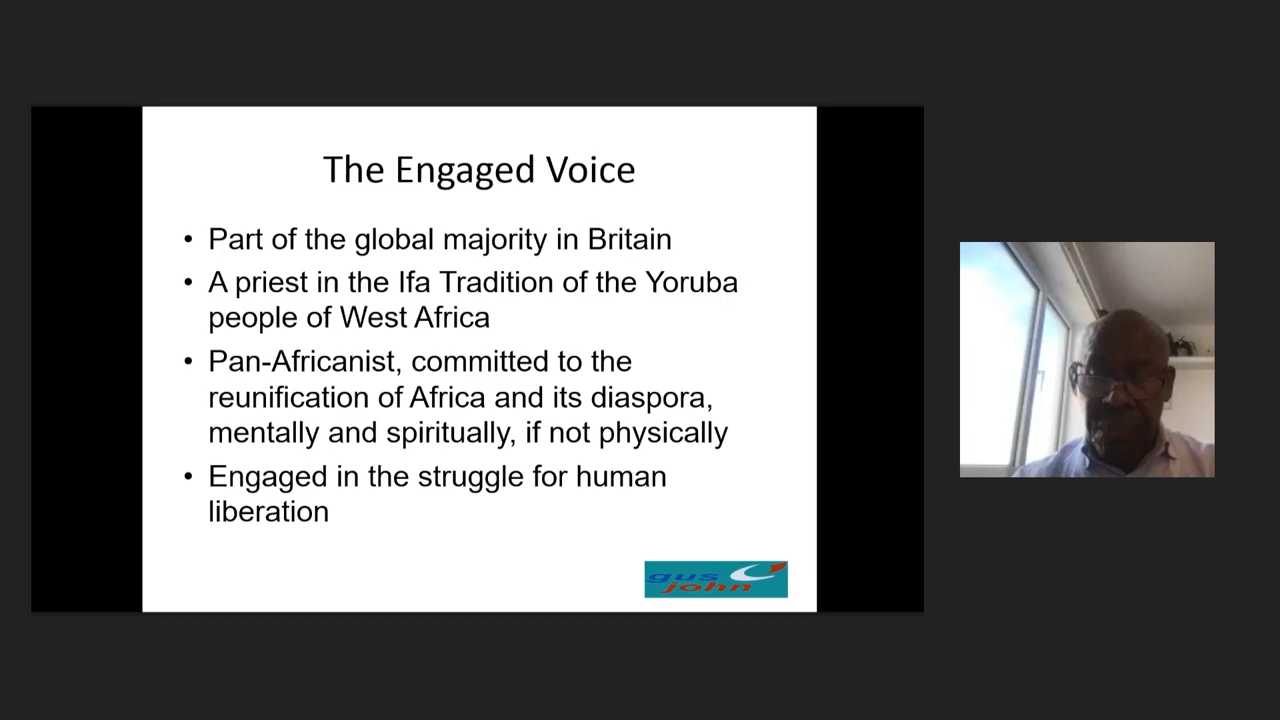 The Engaged Voice
• Part of the global majority in Britain
• A priest in the Ifa Tradition of the Yoruba
people of West Africa
• Pan-Africanist, committed to the
reunification of Africa and its diaspora,
mentally and spiritually, if not physically
• Engaged in the struggle for human
liberation
gus
john